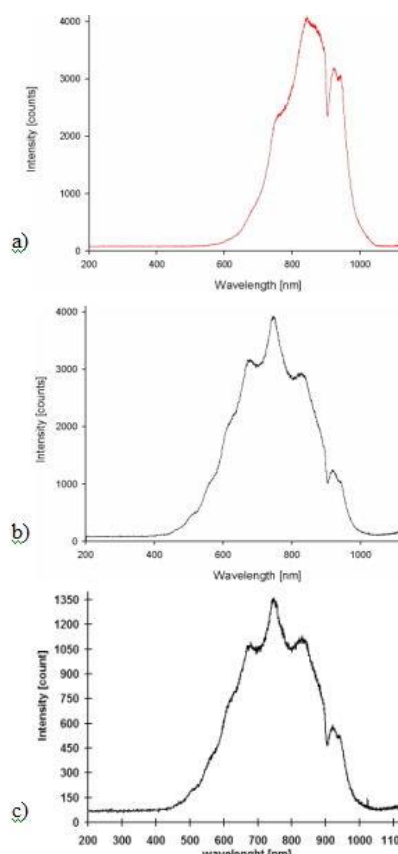 4000
3000
2000
1000
0
Intensity [counts]
a)
200 400 600 800 1000
Wavelength [nm]
4000
3000
2000
1000
0
Intensity [counts]
b)
200 400 600 800 1000
Wavelength [nm]
1350
1200
1050
900
750
600
450
300
150
0
Intensity [count]
c)
200 300 400 500 600 700 800 900 1000
wavelenght [nm]